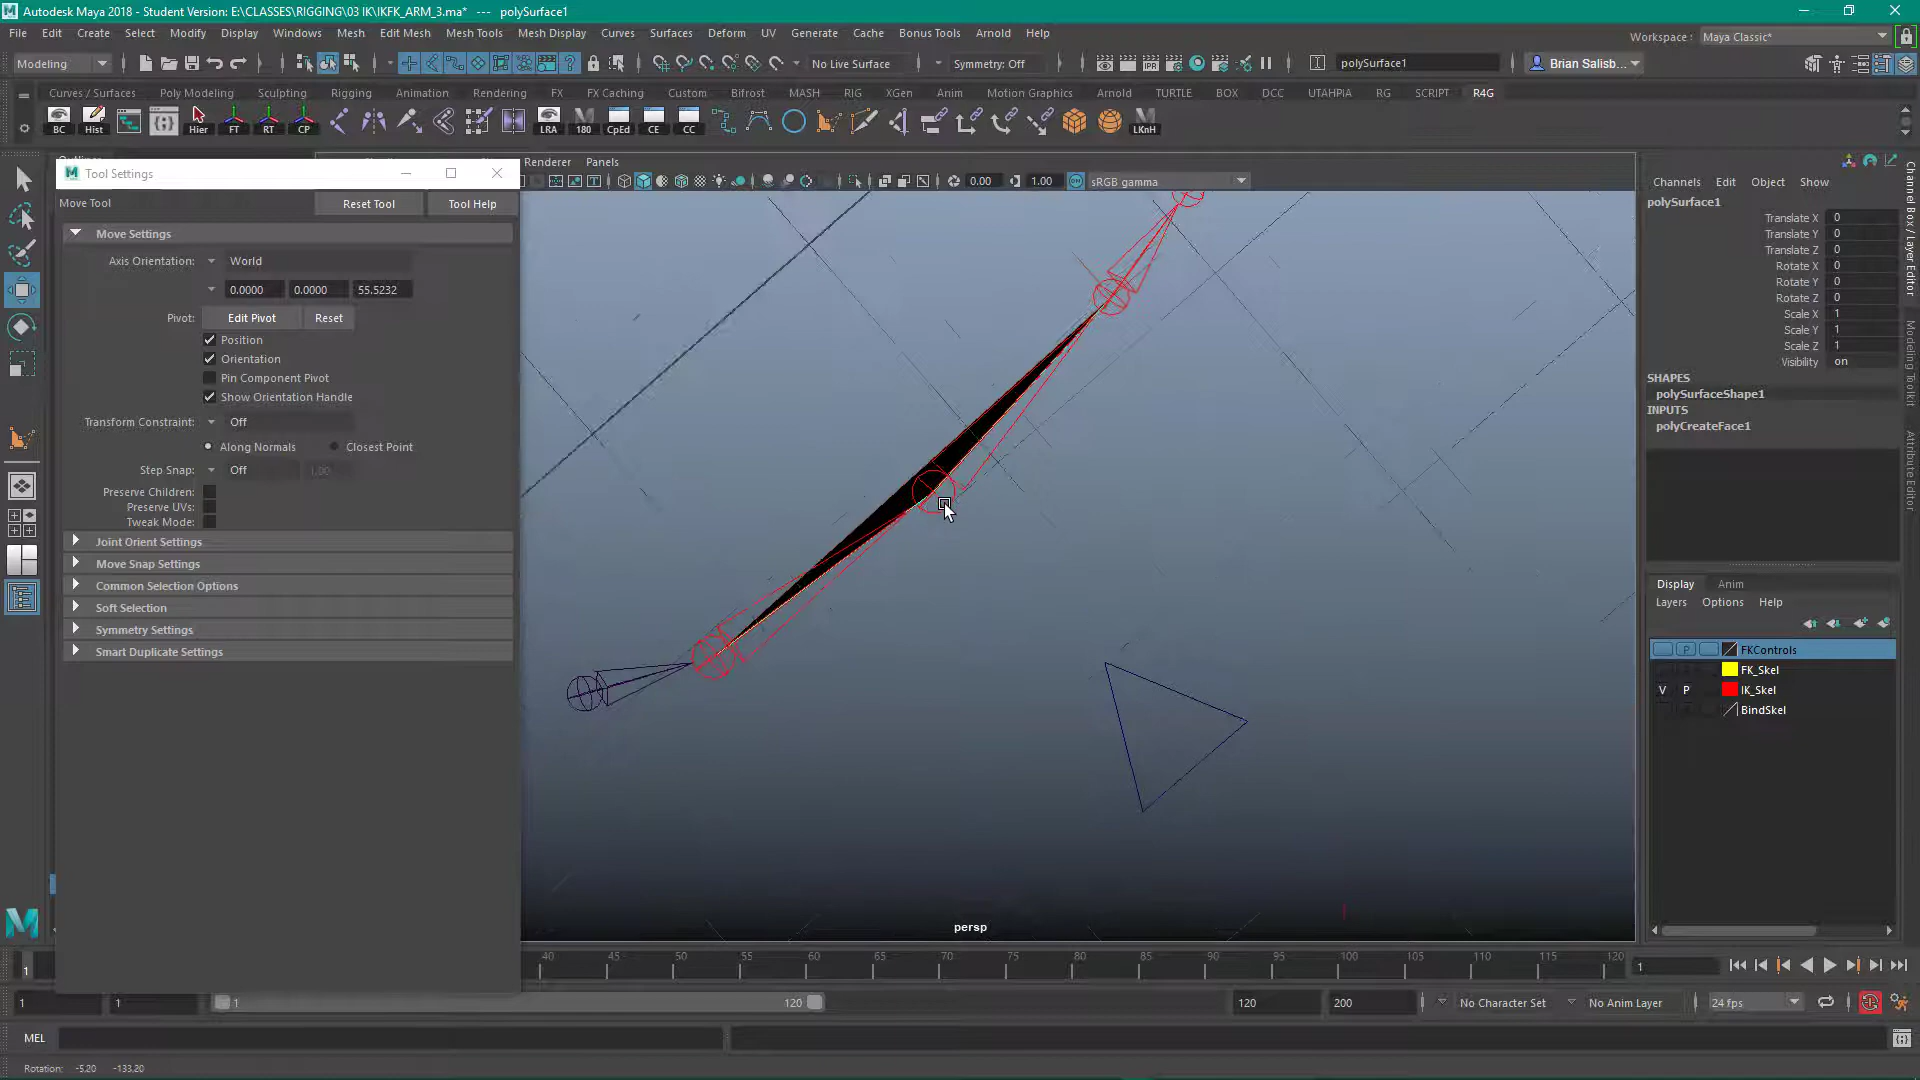 Autodesk Maya 2018 - Student Version: E:\CLASSES\RIGGING\03 IK\IKFK_ARM_3.ma* --- polySurface1
File Edit Create Select Modify Display Windows Mesh Edit Mesh Mesh Tools Mesh Display Curves Surfaces Deform UV Generate Cache Bonus Tools Arnold Help
Workspace : Maya Classic*
Modeling No Live Surface Symmetry: Off polySurface1 Brian Salisb...
Curves / Surfaces Poly Modeling Sculpting Rigging Animation Rendering FX FX Caching Custom Bifrost MASH RIG XGen Anim Motion Graphics Arnold TURTLE BOX DCC UTAHPIA RG SCRIPT R4G
BC Hist Hier FT RT CP LRA 180 CpEd CE CC LKnH
Renderer Panels
0.00 1.00 sRGB gamma
Tool Settings
Move Tool Reset Tool Tool Help
Move Settings
Axis Orientation: World
0.0000 0.0000 55.5232
Pivot: Edit Pivot Reset
Position
Orientation
Pin Component Pivot
Show Orientation Handle
Transform Constraint: Off
Along Normals Closest Point
Step Snap: Off 1.00
Preserve Children:
Preserve UVs:
Tweak Mode:
Joint Orient Settings
Move Snap Settings
Common Selection Options
Soft Selection
Symmetry Settings
Smart Duplicate Settings
persp
Channels Edit Object Show
polySurface1
Translate X 0
Translate Y 0
Translate Z 0
Rotate X 0
Rotate Y 0
Rotate Z 0
Scale X 1
Scale Y 1
Scale Z 1
Visibility on
SHAPES
polySurfaceShape1
INPUTS
polyCreateFace1
Channel Box / Layer Editor
Modeling Toolkit
Attribute Editor
Display Anim
Layers Options Help
P FKControls
FK_Skel
V P IK_Skel
BindSkel
1 40 45 50 55 60 65 70 75 80 85 90 95 100 105 110 115 120 1
1 1 1 120 120 200 No Character Set No Anim Layer 24 fps
MEL
Rotation: -5.20 -133.20